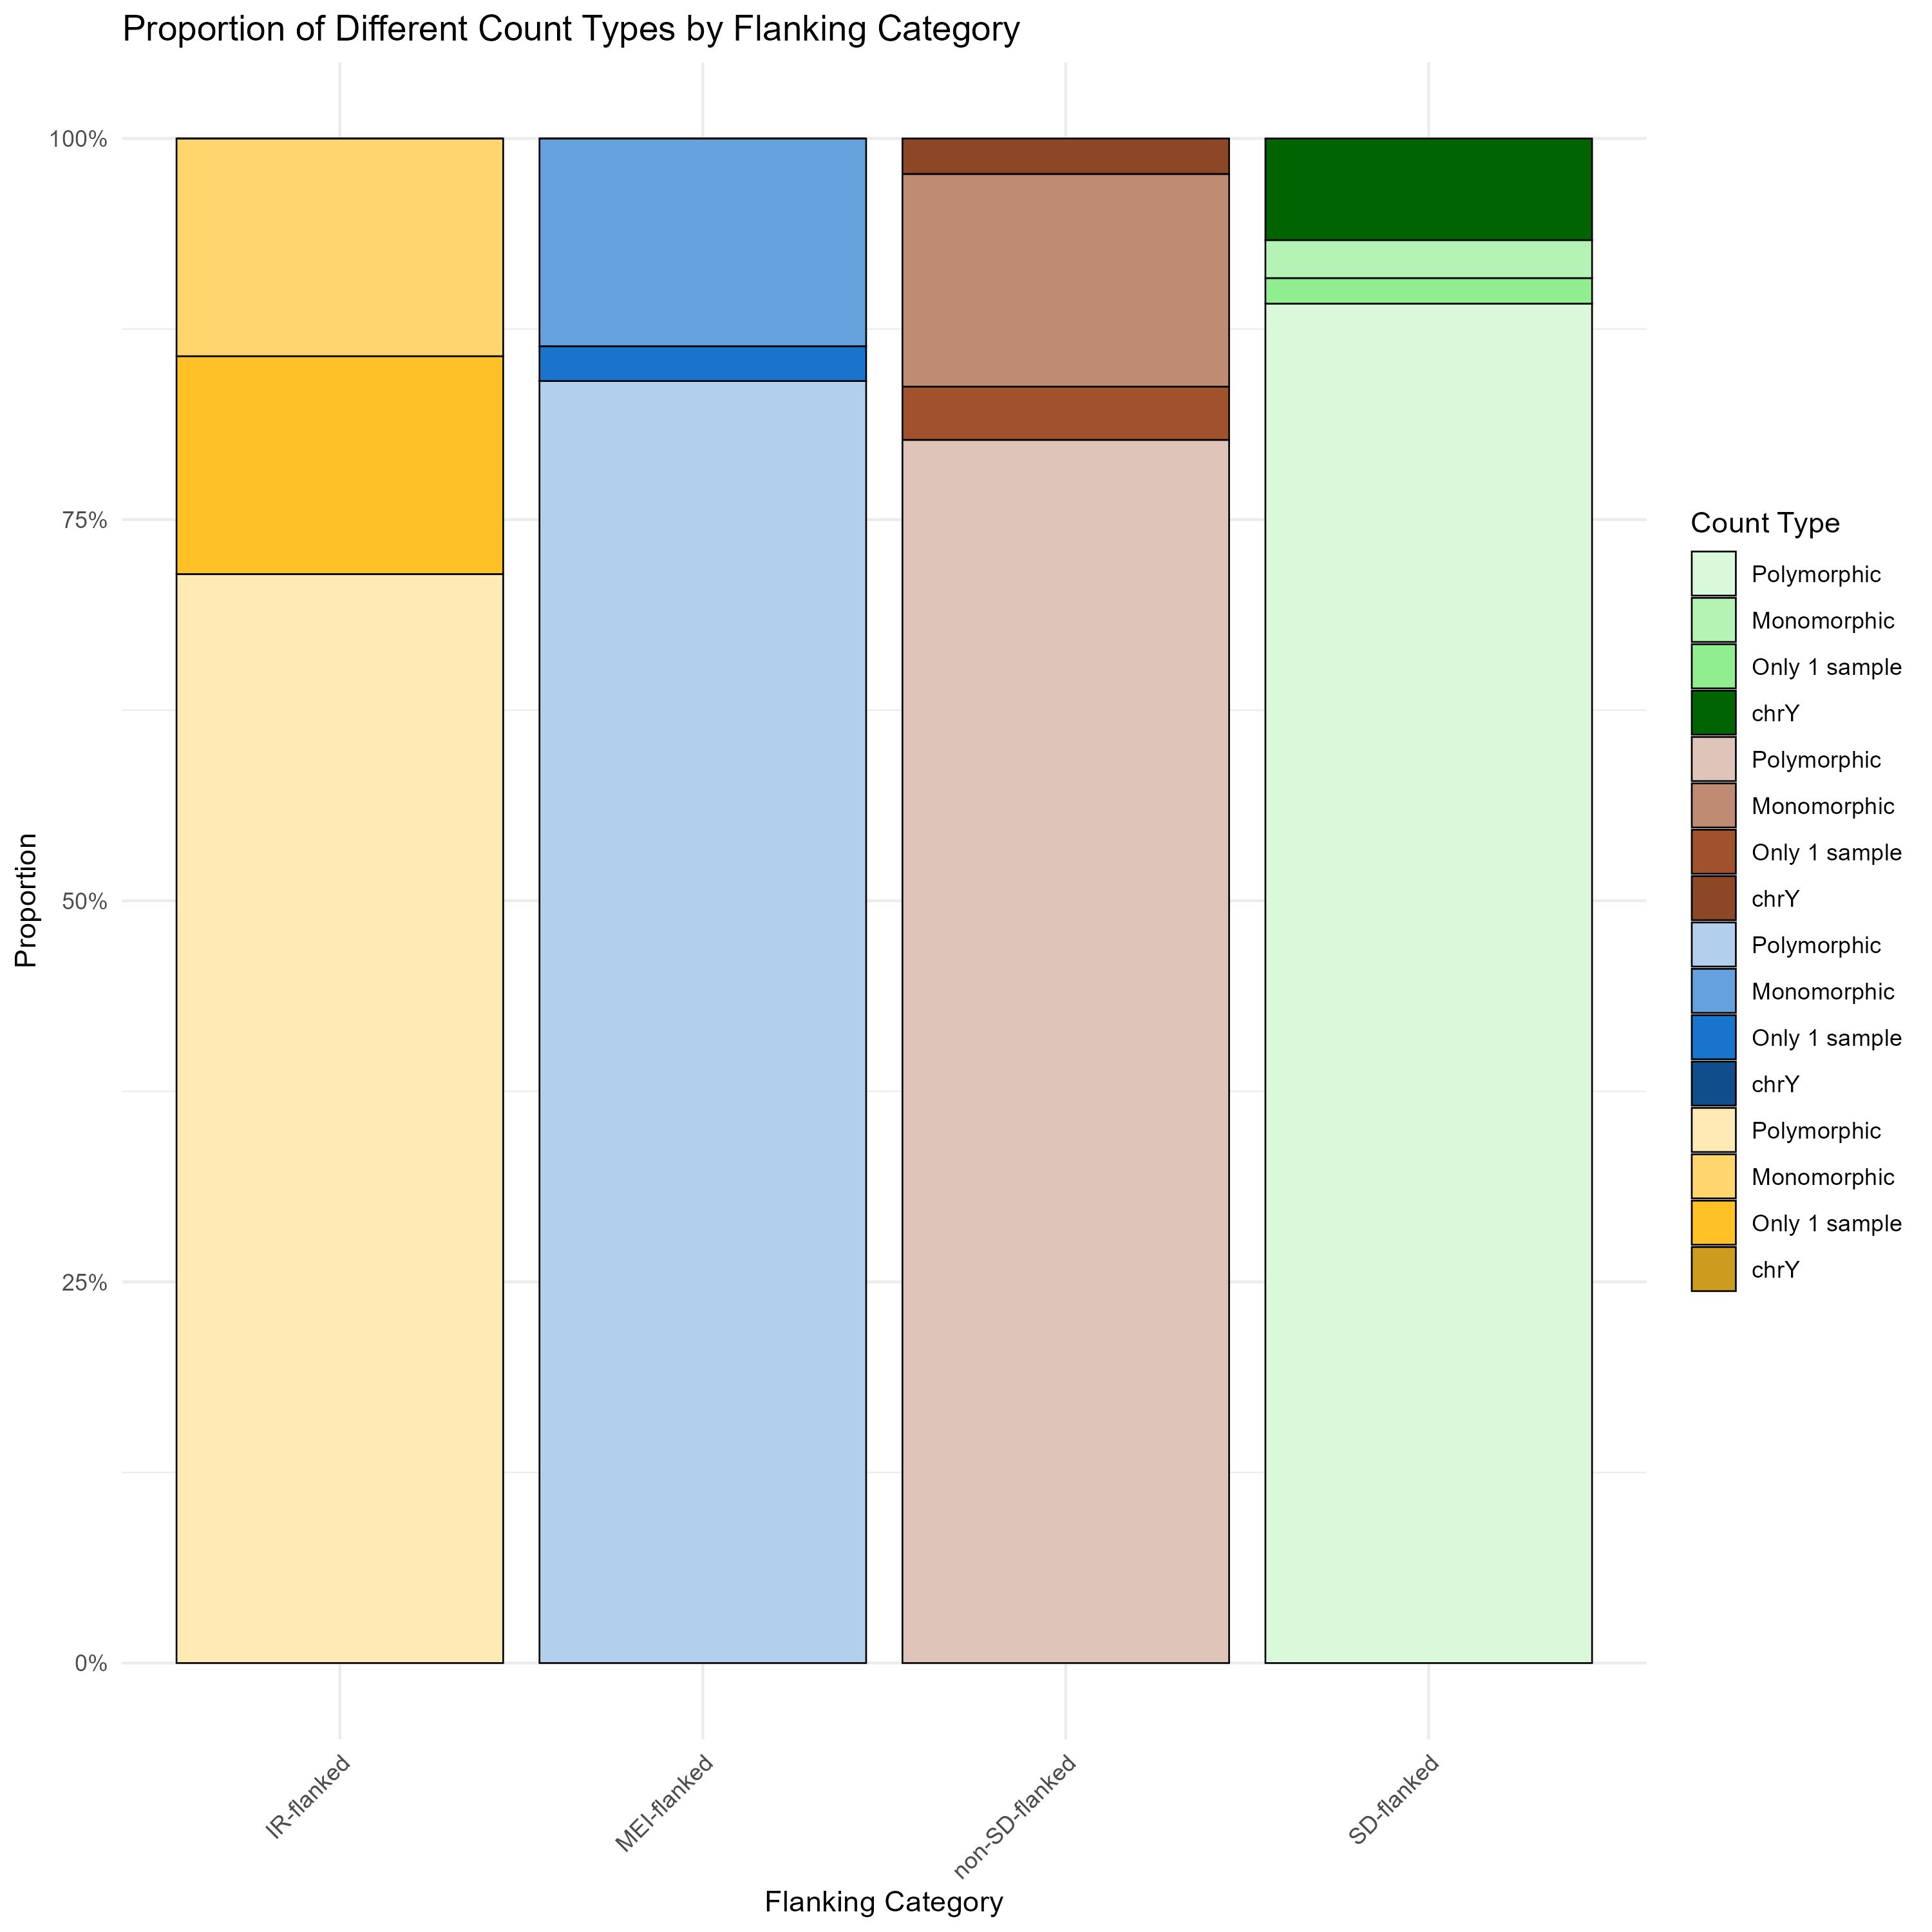 Proportion of Different Count Types by Flanking Category
100%
75%
50%
25%
0%
Proportion
IR-flanked
MEI-flanked
non-SD-flanked
SD-flanked
Flanking Category
Count Type
Polymorphic
Monomorphic
Only 1 sample
chrY
Polymorphic
Monomorphic
Only 1 sample
chrY
Polymorphic
Monomorphic
Only 1 sample
chrY
Polymorphic
Monomorphic
Only 1 sample
chrY